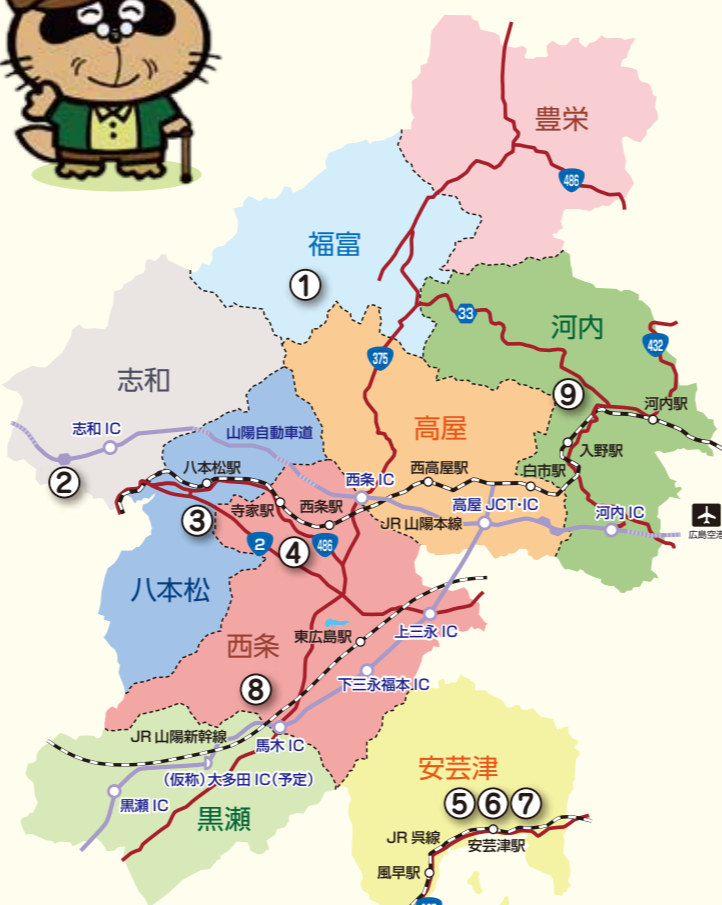 豊栄
486
福富
①
33
河内
432
375
志和
⑨
河内駅
高屋
志和 IC
山陽自動車道
入野駅
②
八本松駅
西条 IC
西高屋駅
白市駅
寺家駅
西条駅
高屋 JCT・IC
河内 IC
③
JR 山陽本線
広島空港
2
④
486
八本松
西条
東広島駅
上三永 IC
下三永福本 IC
⑧
JR 山陽新幹線
馬木 IC
(仮称)大多田 IC(予定)
安芸津
黒瀬 IC
黒瀬
⑤⑥⑦
JR 呉線
安芸津駅
風早駅